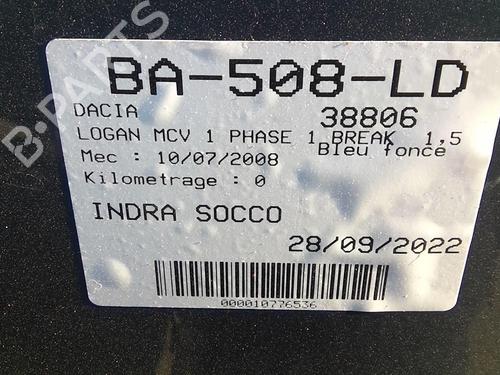 BA-508-LD
DACIA 38806
LOGAN MCV 1 PHASE 1 BREAK 1,5
Mec : 10/07/2008 Bleu fonce
Kilometrage : 0
INDRA SOCCO
28/09/2022
000010776536
B-PARTS